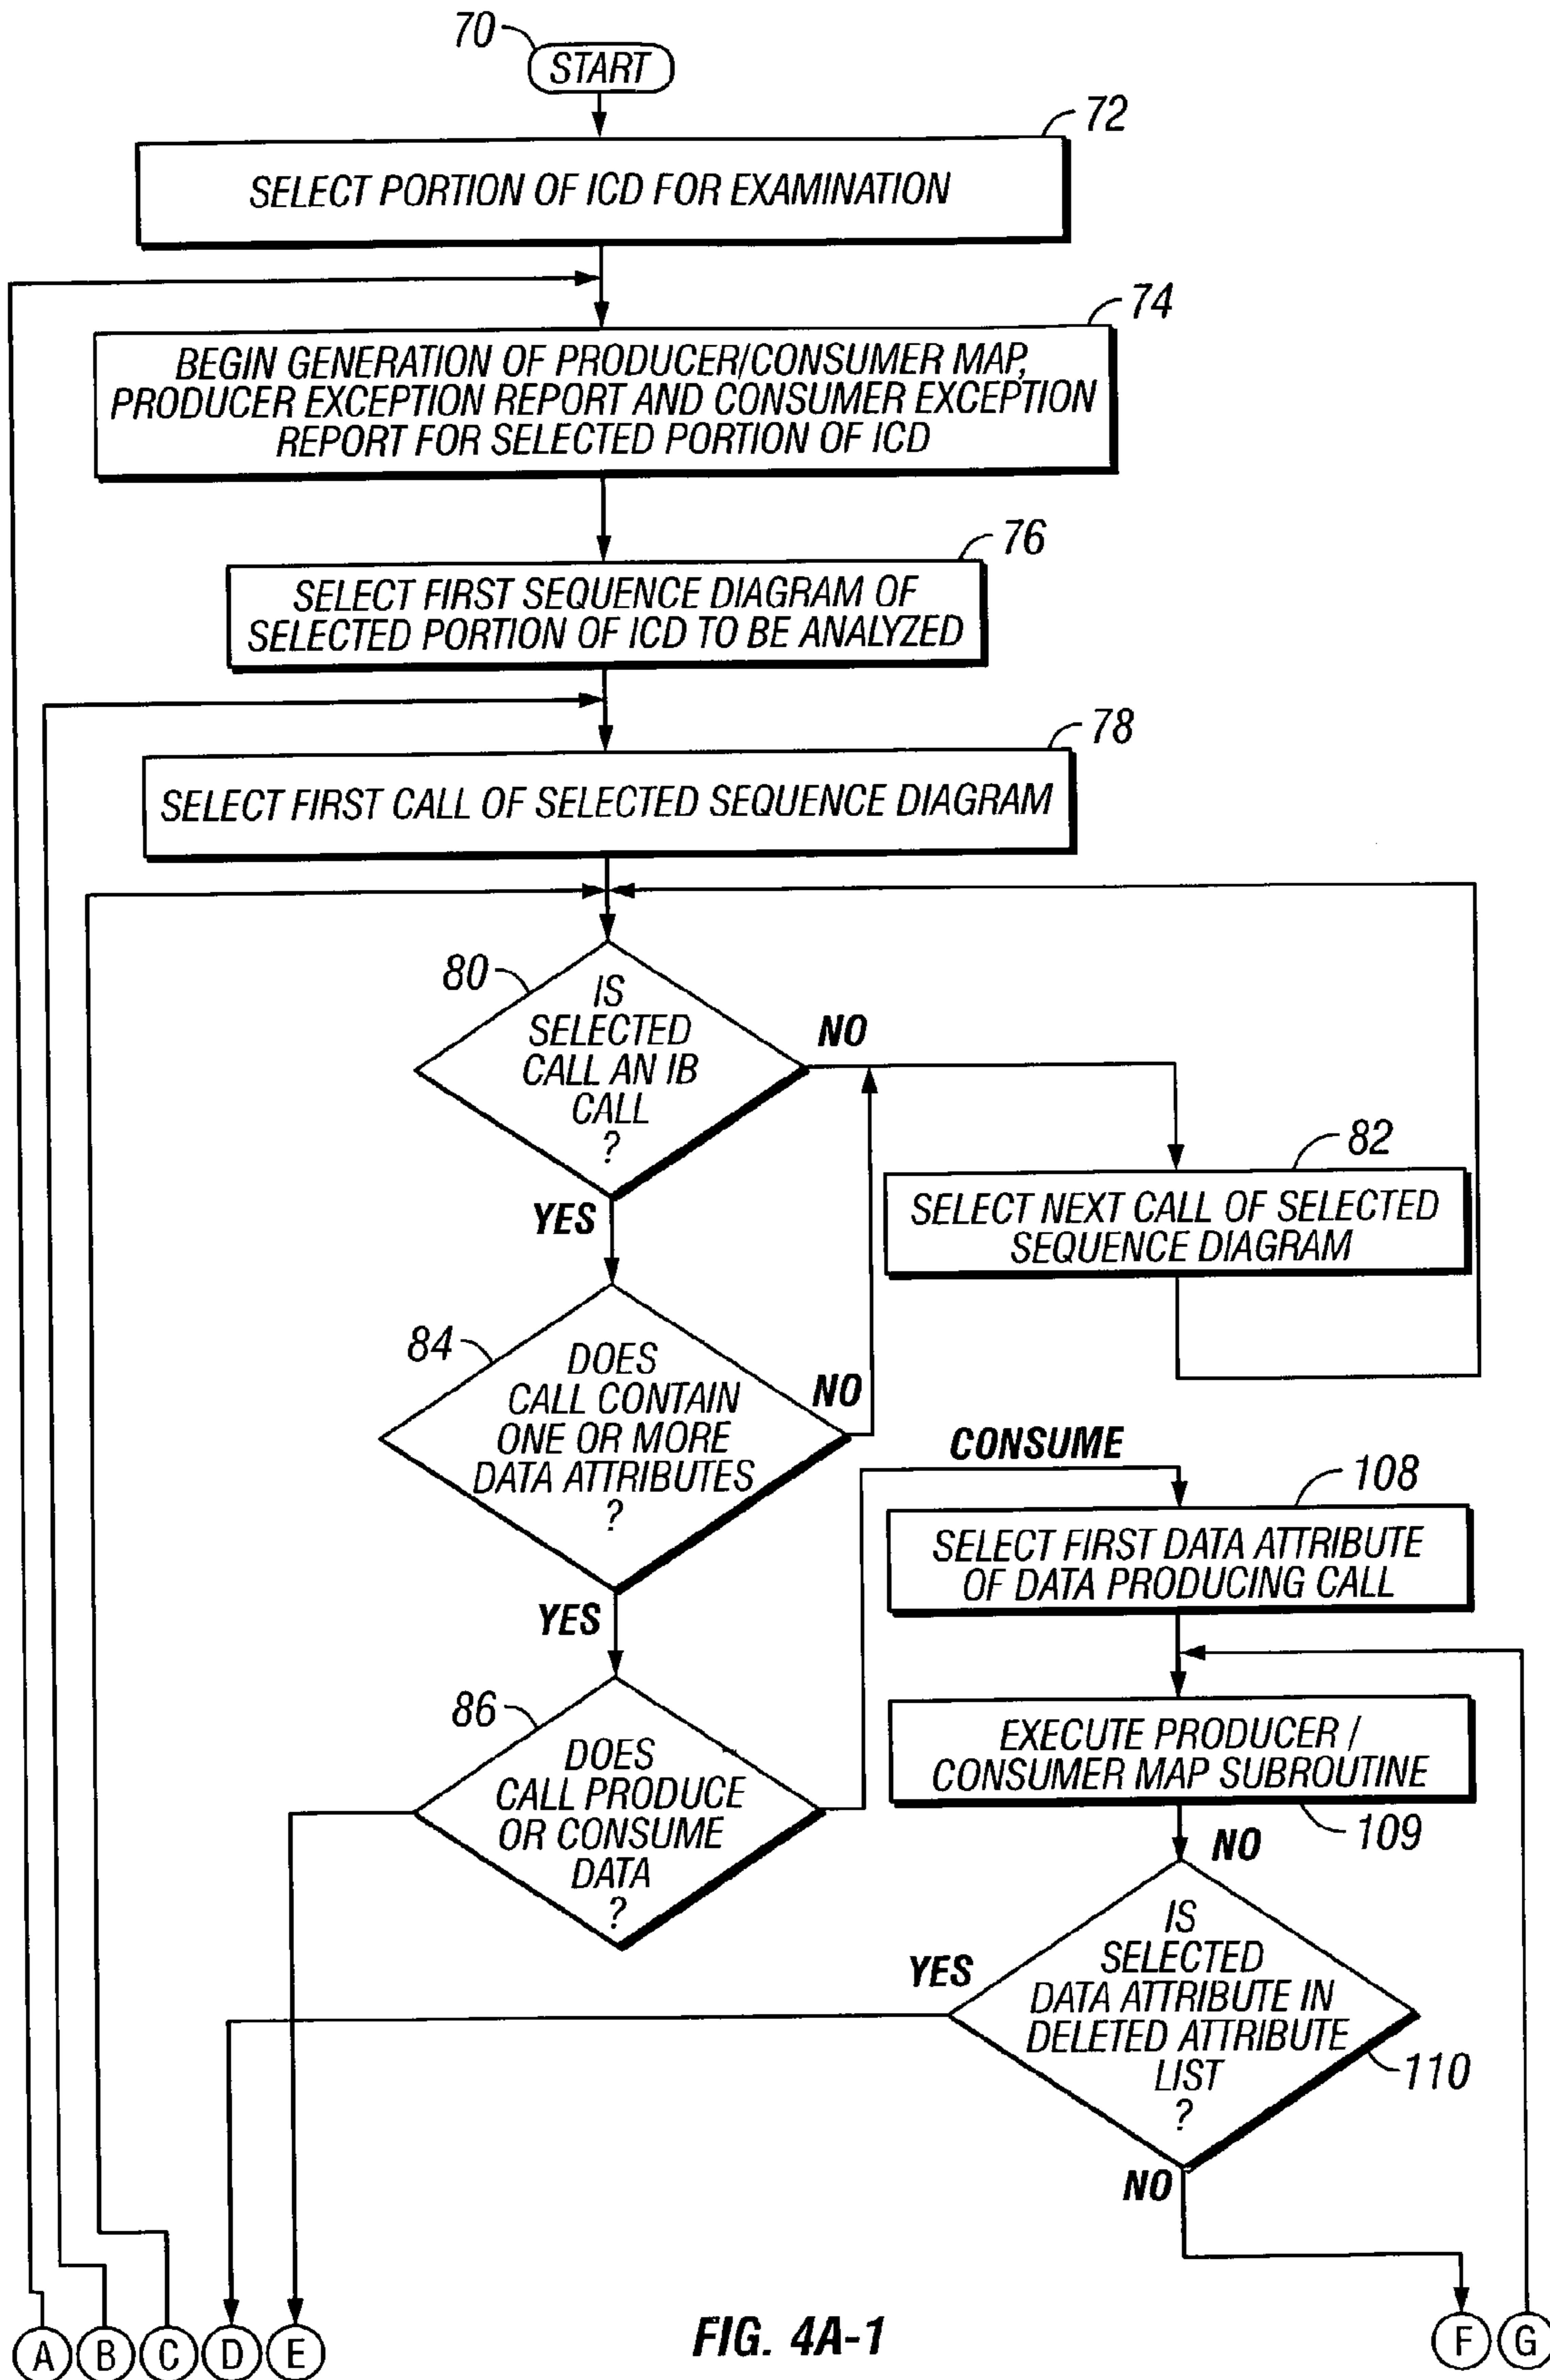 70
START
72
SELECT PORTION OF ICD FOR EXAMINATION
74
BEGIN GENERATION OF PRODUCER/CONSUMER MAP,
PRODUCER EXCEPTION REPORT AND CONSUMER EXCEPTION
REPORT FOR SELECTED PORTION OF ICD
76
SELECT FIRST SEQUENCE DIAGRAM OF
SELECTED PORTION OF ICD TO BE ANALYZED
78
SELECT FIRST CALL OF SELECTED SEQUENCE DIAGRAM
80
IS
SELECTED
CALL AN IB
CALL
?
NO
YES
82
SELECT NEXT CALL OF SELECTED
SEQUENCE DIAGRAM
84
DOES
CALL CONTAIN
ONE OR MORE
DATA ATTRIBUTES
?
NO
YES
CONSUME
108
SELECT FIRST DATA ATTRIBUTE
OF DATA PRODUCING CALL
86
DOES
CALL PRODUCE
OR CONSUME
DATA
?
EXECUTE PRODUCER /
CONSUMER MAP SUBROUTINE
109
NO
IS
SELECTED
DATA ATTRIBUTE IN
DELETED ATTRIBUTE
LIST
?
YES
110
NO
A
B
C
D
E
FIG. 4A-1
F
G